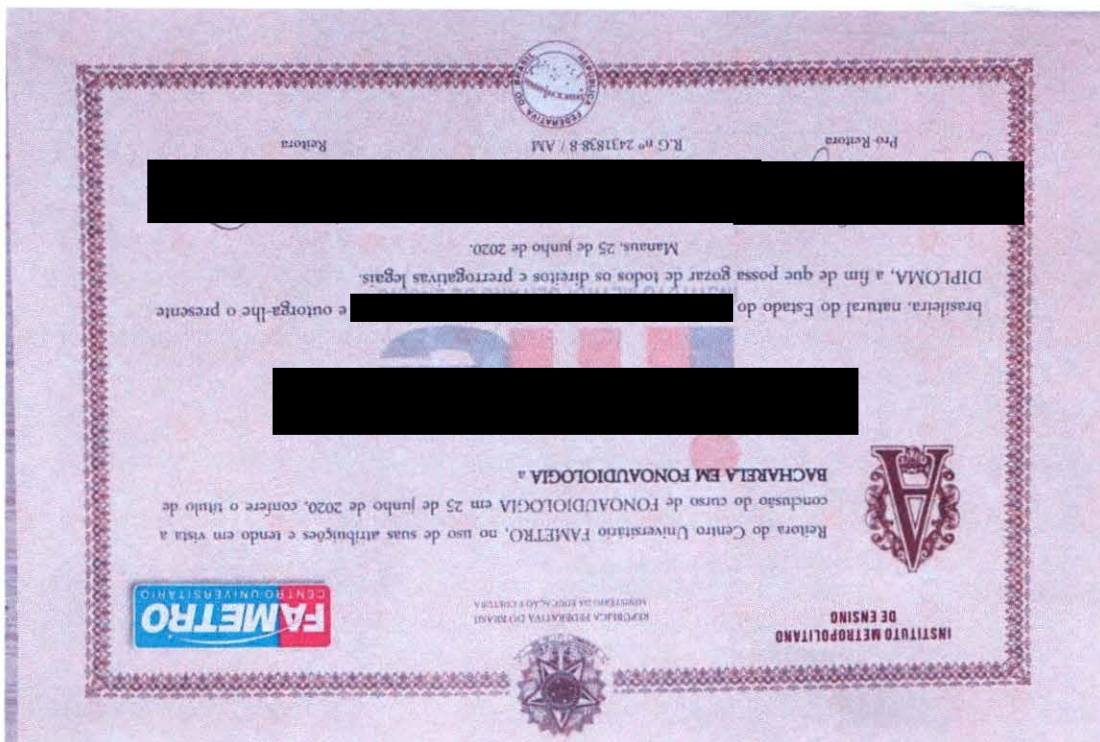 INSTITUTO METROPOLITANO
DE ENSINO
REPÚBLICA FEDERATIVA DO BRASIL
MINISTÉRIO DA EDUCAÇÃO E CULTURA
FAMETRO
CENTRO UNIVERSITÁRIO
Reitora do Centro Universitário FAMETRO, no uso de suas atribuições e tendo em vista a
conclusão do curso de FONOAUDIOLOGIA em 25 de junho de 2020, confere o título de
BACHARELA EM FONOAUDIOLOGIA a
brasileira, natural do Estado do
e outorga-lhe o presente
DIPLOMA, a fim de que possa gozar de todos os direitos e prerrogativas legais.
Manaus, 25 de junho de 2020.
Pró-Reitora
R.G nº 2431838-8 / AM
Reitora
REPÚBLICA FEDERATIVA DO BRASIL